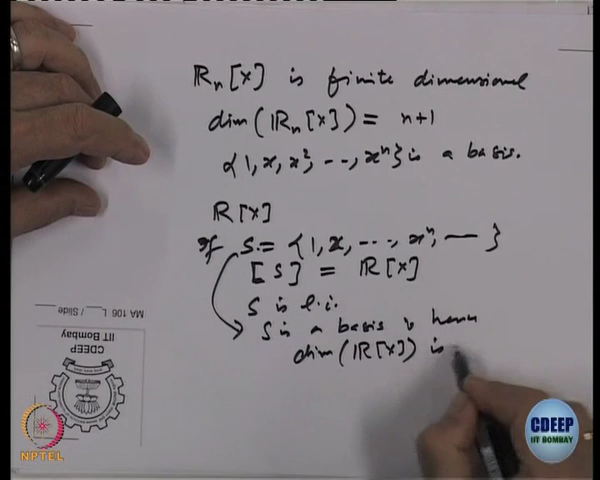 ℝₙ[x] is finite dimensional
dim(ℝₙ[x]) = n+1
{1, x, x², --, xⁿ} is a basis.
ℝ[x]
If S = {1, x, ..., xⁿ, — }
[S] = ℝ[x]
S is l.i.
S is a basis & hence
dim(ℝ[x]) is
MA 106 L / Slide
IIT Bombay
CDEEP
NPTEL
CDEEP
IIT BOMBAY